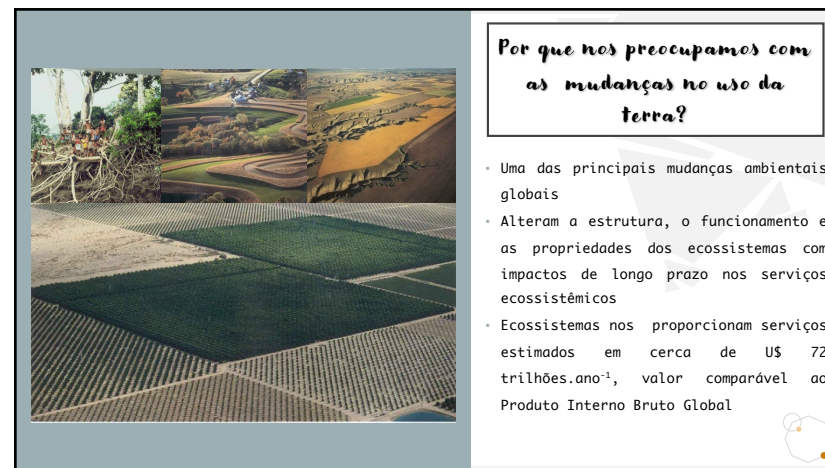 Por que nos preocupamos com
as mudanças no uso da
terra?
• Uma das principais mudanças ambientais
globais
• Alteram a estrutura, o funcionamento e
as propriedades dos ecossistemas com
impactos de longo prazo nos serviços
ecossistêmicos
• Ecossistemas nos proporcionam serviços
estimados em cerca de U$ 72
trilhões.ano⁻¹, valor comparável ao
Produto Interno Bruto Global